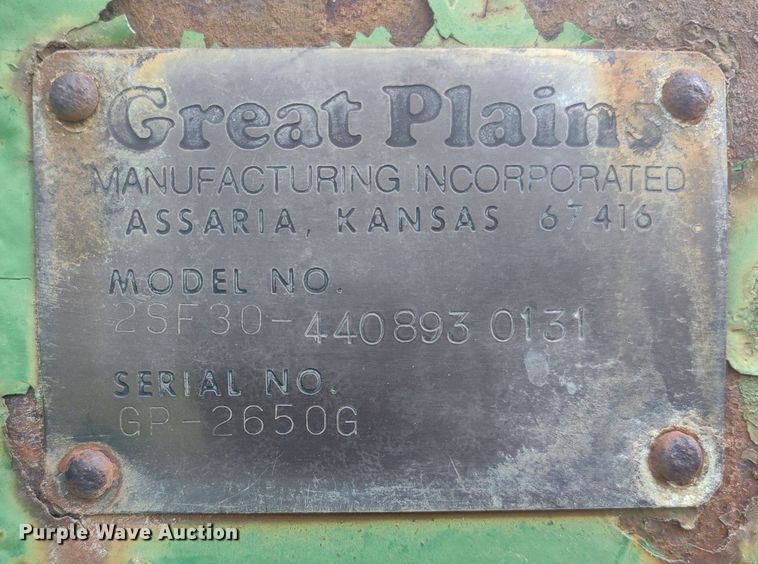 Great Plains
MANUFACTURING INCORPORATED
ASSARIA, KANSAS 67416
MODEL NO.
2SF30-440893 0131
SERIAL NO.
GP-2650G
Purple Wave Auction